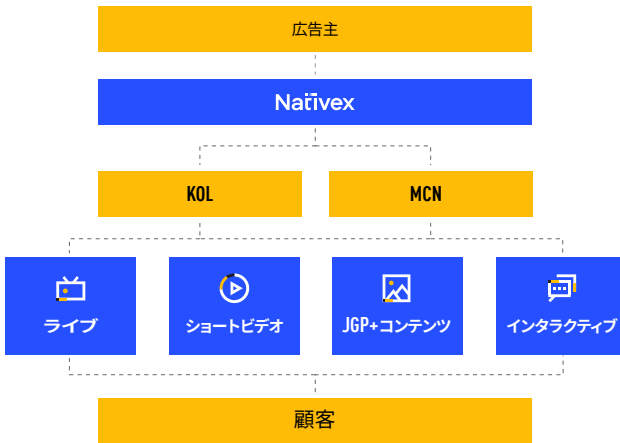 広告主
Nativex
KOL
MCN
ライブ
ショートビデオ
JGP+コンテンツ
インタラクティブ
顧客